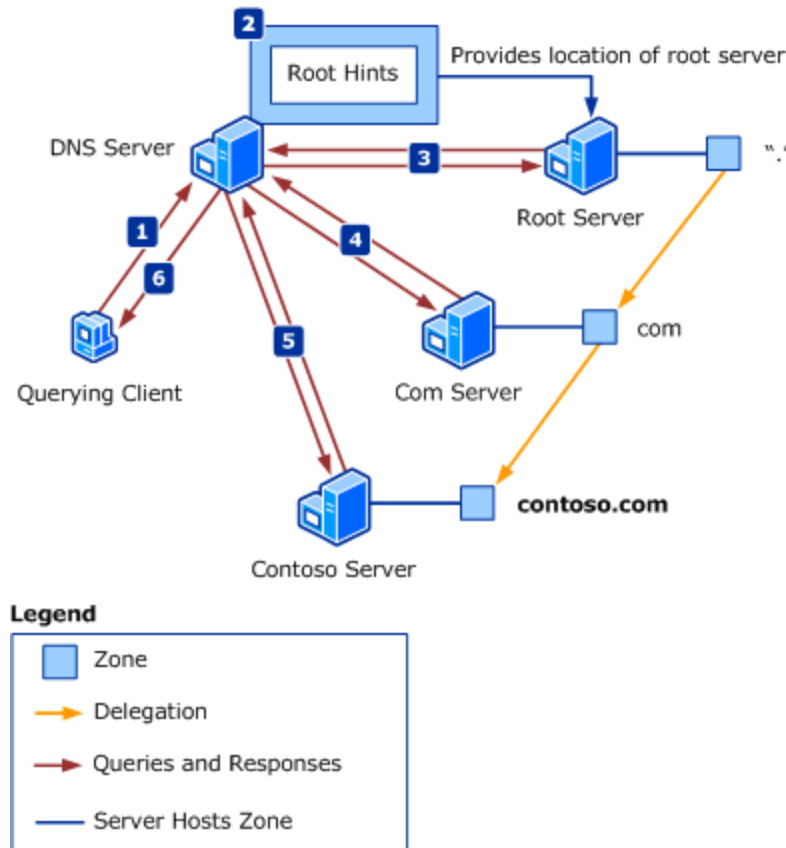 2
Root Hints
Provides location of root server
DNS Server
3
".
Root Server
1
4
6
5
com
Querying Client
Com Server
contoso.com
Contoso Server
Legend
Zone
Delegation
Queries and Responses
Server Hosts Zone